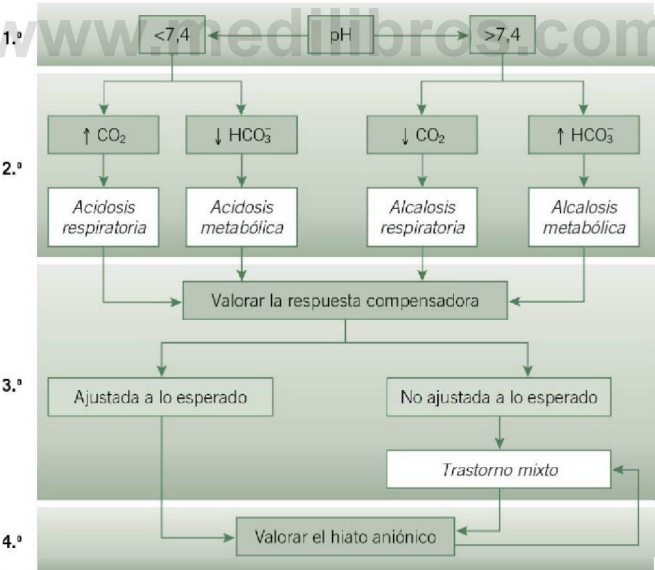 www.medilibros.com
1.º
<7,4
pH
>7,4
2.º
↑ CO₂
↓ HCO₃⁻
↓ CO₂
↑ HCO₃⁻
Acidosis
respiratoria
Acidosis
metabólica
Alcalosis
respiratoria
Alcalosis
metabólica
Valorar la respuesta compensadora
3.º
Ajustada a lo esperado
No ajustada a lo esperado
Trastorno mixto
4.º
Valorar el hiato aniónico